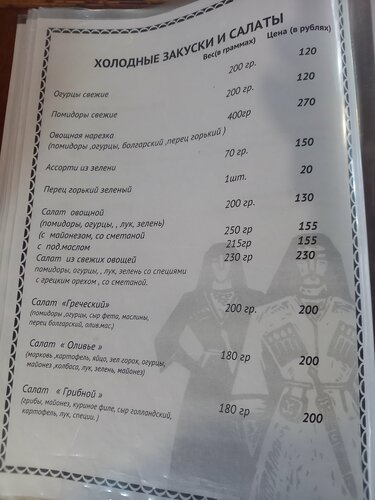 ХОЛОДНЫЕ ЗАКУСКИ И САЛАТЫ
Вес(в граммах) Цена (в рублях)
Огурцы свежие 200 гр. 120
Помидоры свежие 200 гр. 120
Овощная нарезка 400гр 270
(помидоры ,огурцы, болгарский ,перец горький )
Ассорти из зелени 70 гр. 150
Перец горький зеленый 1шт. 20
Салат овощной 200 гр. 130
(помидоры, огурцы, , лук, зелень)
(с майонезом, со сметаной 250 гр 155
с под.маслом 215гр 155
Салат из свежих овощей 230 гр 230
помидоры, огурцы, , лук, зелень со специями
с грецким орехом , со сметаной.
Салат «Греческий» 200 гр. 200
(помидоры ,огурцы, сыр фета, маслины,
перец болгарский, олив.мас.)
Салат « Оливье » 180 гр 200
(морковь ,картофель, яйцо, зел горох, огурцы,
майонез ,колбаса, лук, зелень, майонез)
Салат « Грибной » 180 гр 200
(грибы, майонез, куриное филе, сыр голландский,
картофель, лук, специи. )